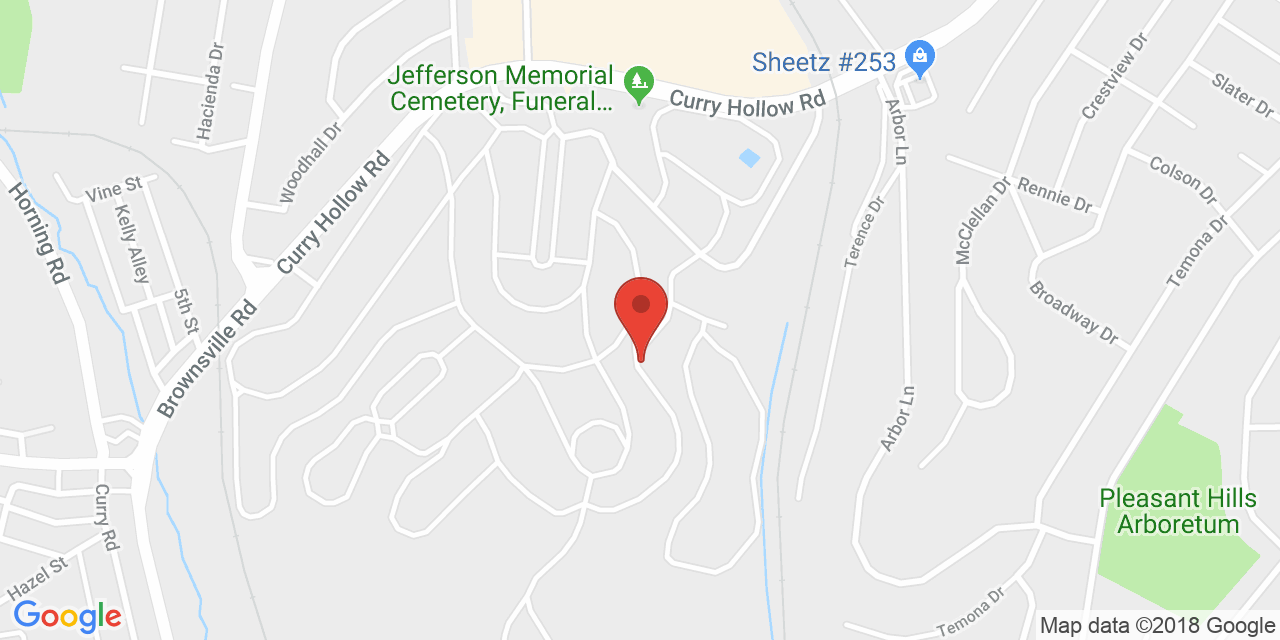 Sheetz #253
Jefferson Memorial
Cemetery, Funeral...
Curry Hollow Rd
Hacienda Dr
Woodhall Dr
Crestview Dr
Slater Dr
Arbor Ln
Colson Dr
Rennie Dr
McClellan Dr
Temona Dr
Terence Dr
Horning Rd
Vine St
Kelly Alley
5th St
Curry Hollow Rd
Brownsville Rd
Broadway Dr
Arbor Ln
Pleasant Hills
Arboretum
Curry Rd
Hazel St
Temona Dr
Google
Map data ©2018 Google